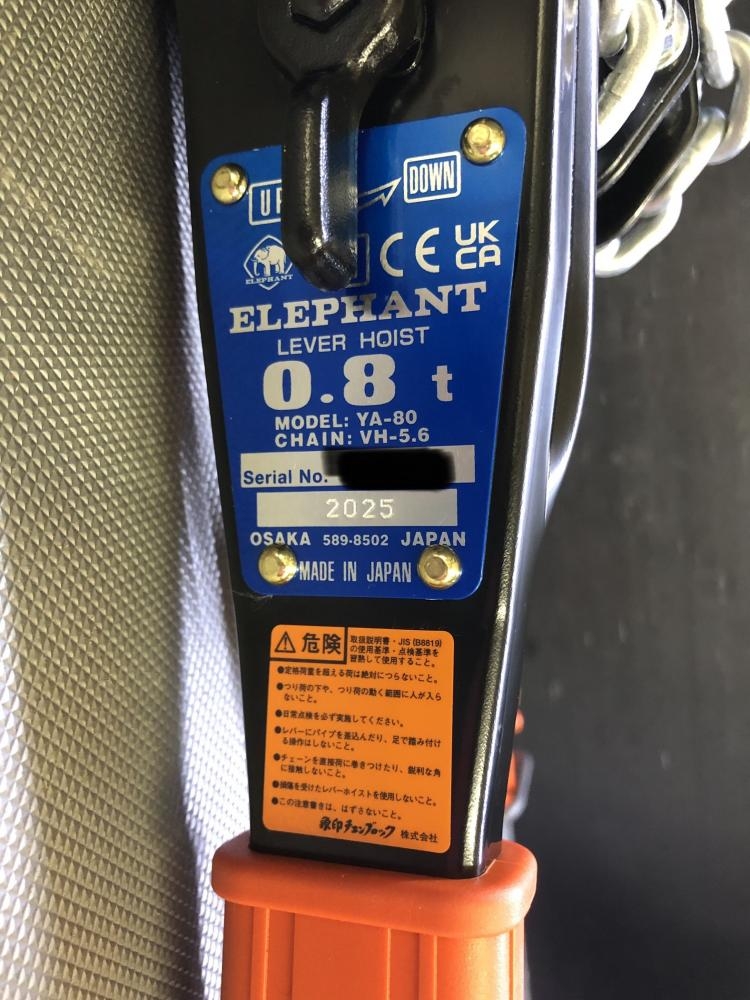 DOWN
CE UK
CA
ELEPHANT
ELEPHANT
LEVER HOIST
0.8 t
MODEL: YA-80
CHAIN: VH-5.6
Serial No.
2025
OSAKA 589-8502 JAPAN
MADE IN JAPAN
危険
取扱説明書・JIS (B8819)
の使用基準・点検基準を
習熟して使用すること。
●定格荷重を超える荷は絶対につらないこと。
●つり荷の下や、つり荷の動く範囲に人が入ら
ないこと。
●日常点検を必ず実施してください。
●レバーにパイプを差込んだり、足で踏み付け
る操作はしないこと。
●チェーンを直接荷に巻きつけたり、鋭利な角
に接触しないこと。
●損傷を受けたレバーホイストを使用しないこと。
●この注意書きは、はずさないこと。
象印チェンブロック 株式会社